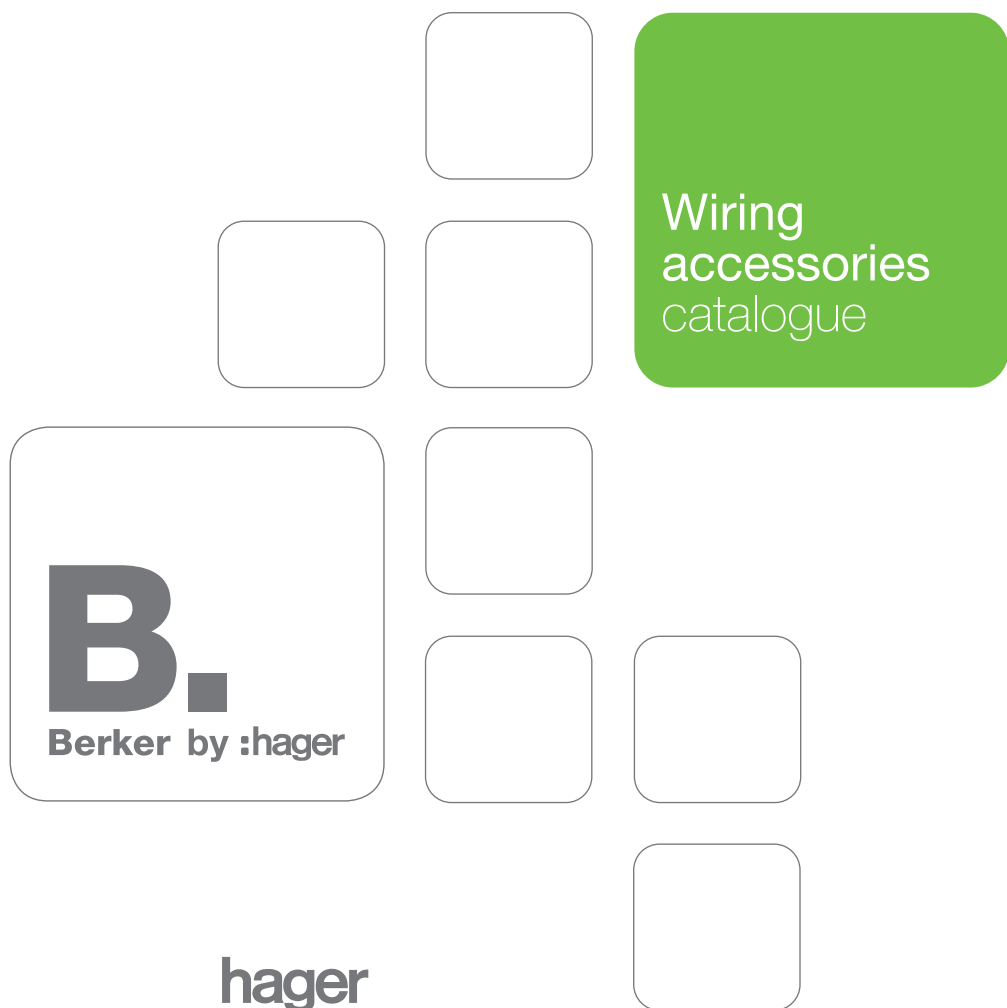 Wiring
accessories
catalogue
B.
Berker by :hager
hager